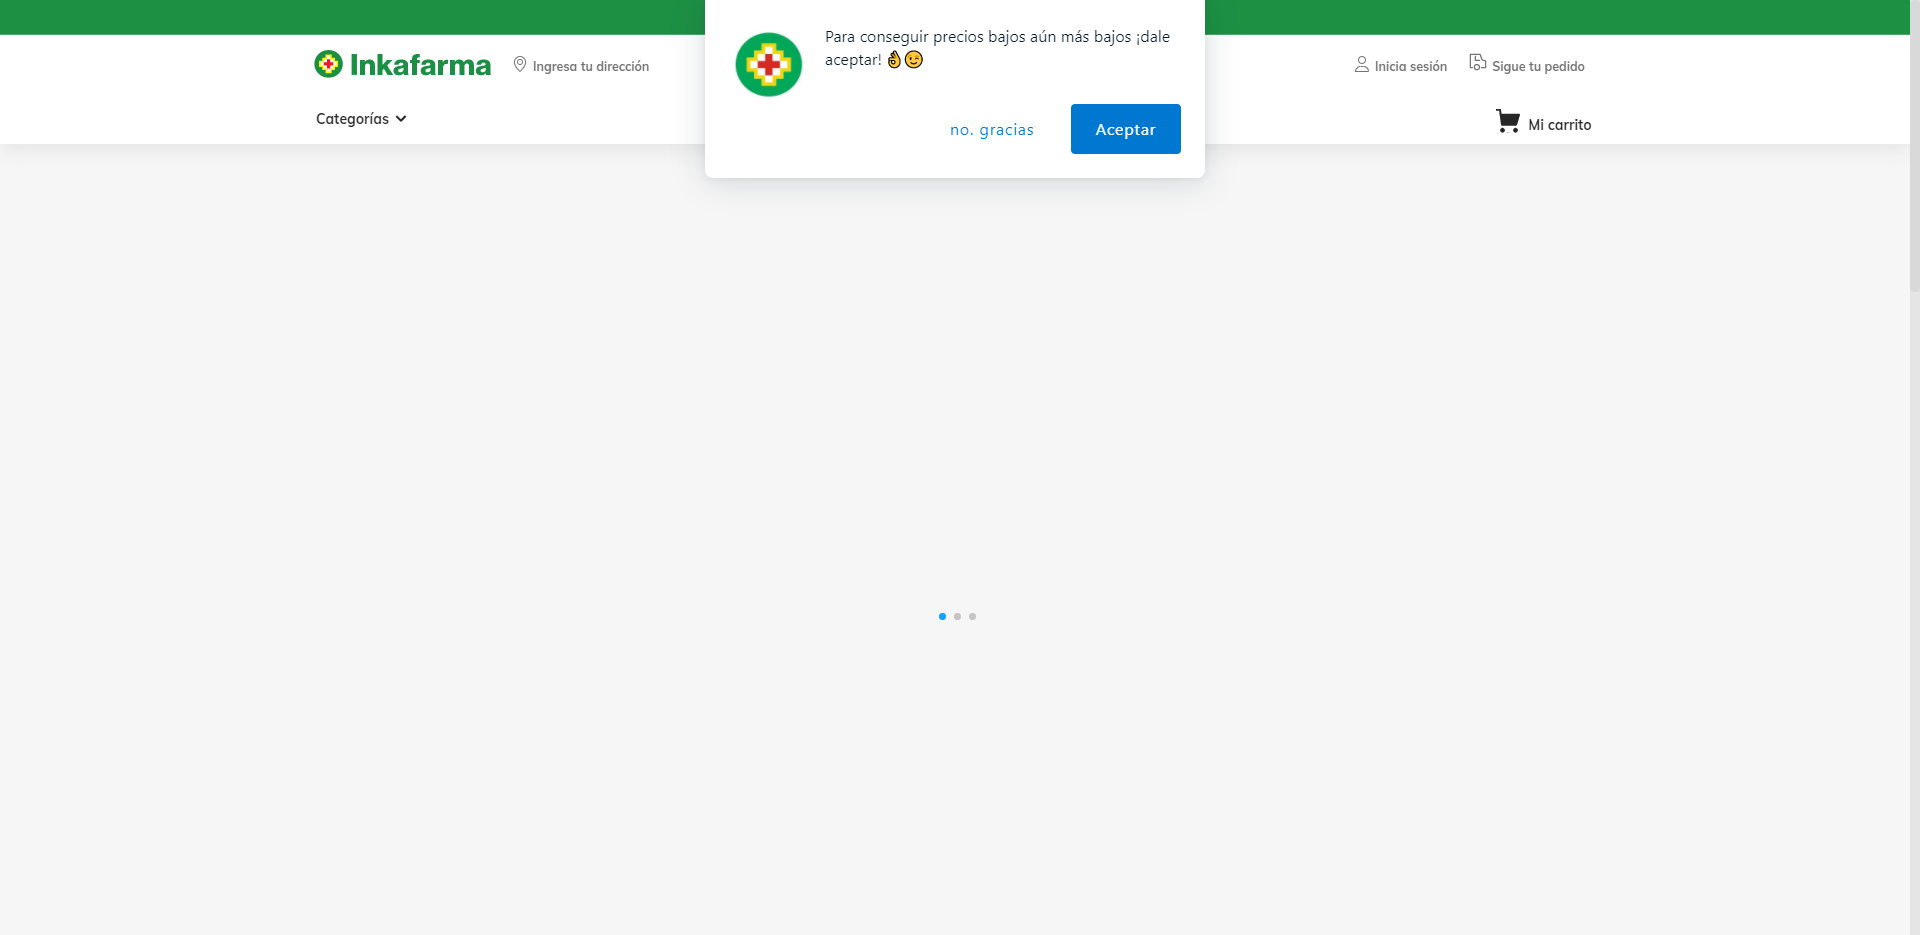 Para conseguir precios bajos aún más bajos ¡dale
aceptar! 👌😉
no. gracias
Aceptar
Inkafarma
Ingresa tu dirección
Inicia sesión
Sigue tu pedido
Categorías
Mi carrito